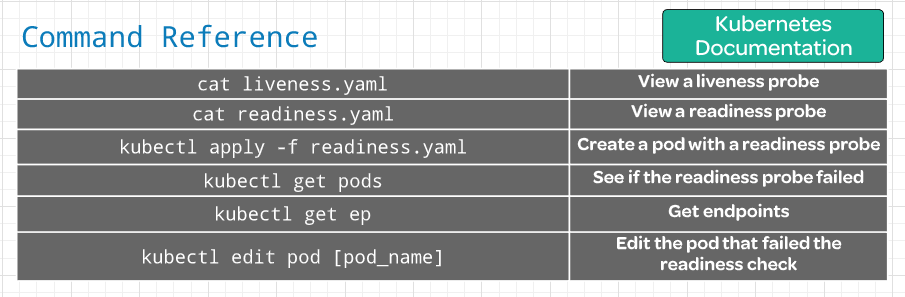 Command Reference
Kubernetes
Documentation
cat liveness.yaml
View a liveness probe
cat readiness.yaml
View a readiness probe
kubectl apply -f readiness.yaml
Create a pod with a readiness probe
kubectl get pods
See if the readiness probe failed
kubectl get ep
Get endpoints
kubectl edit pod [pod_name]
Edit the pod that failed the
readiness check